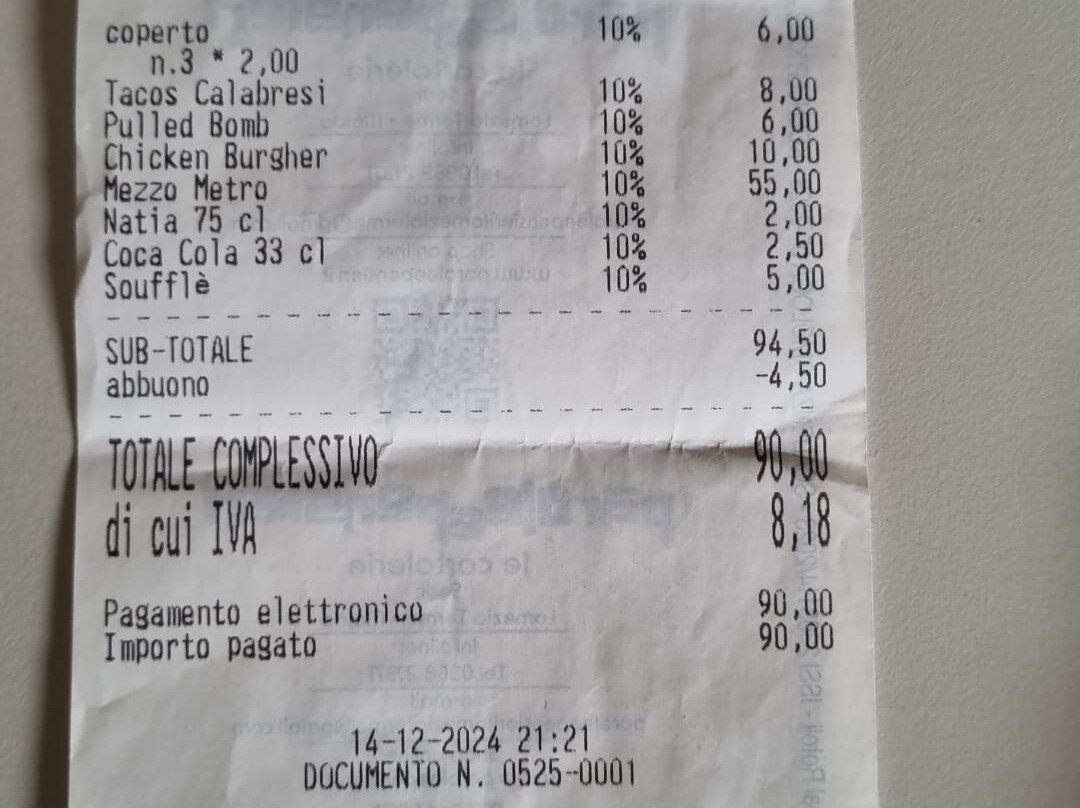 coperto 10% 6,00
n.3 * 2,00
Tacos Calabresi 10% 8,00
Pulled Bomb 10% 6,00
Chicken Burgher 10% 10,00
Mezzo Metro 10% 55,00
Natia 75 cl 10% 2,00
Coca Cola 33 cl 10% 2,50
Soufflè 10% 5,00
SUB-TOTALE 94,50
abbuono -4,50
TOTALE COMPLESSIVO 90,00
di cui IVA 8,18
Pagamento elettronico 90,00
Importo pagato 90,00
14-12-2024 21:21
DOCUMENTO N. 0525-0001